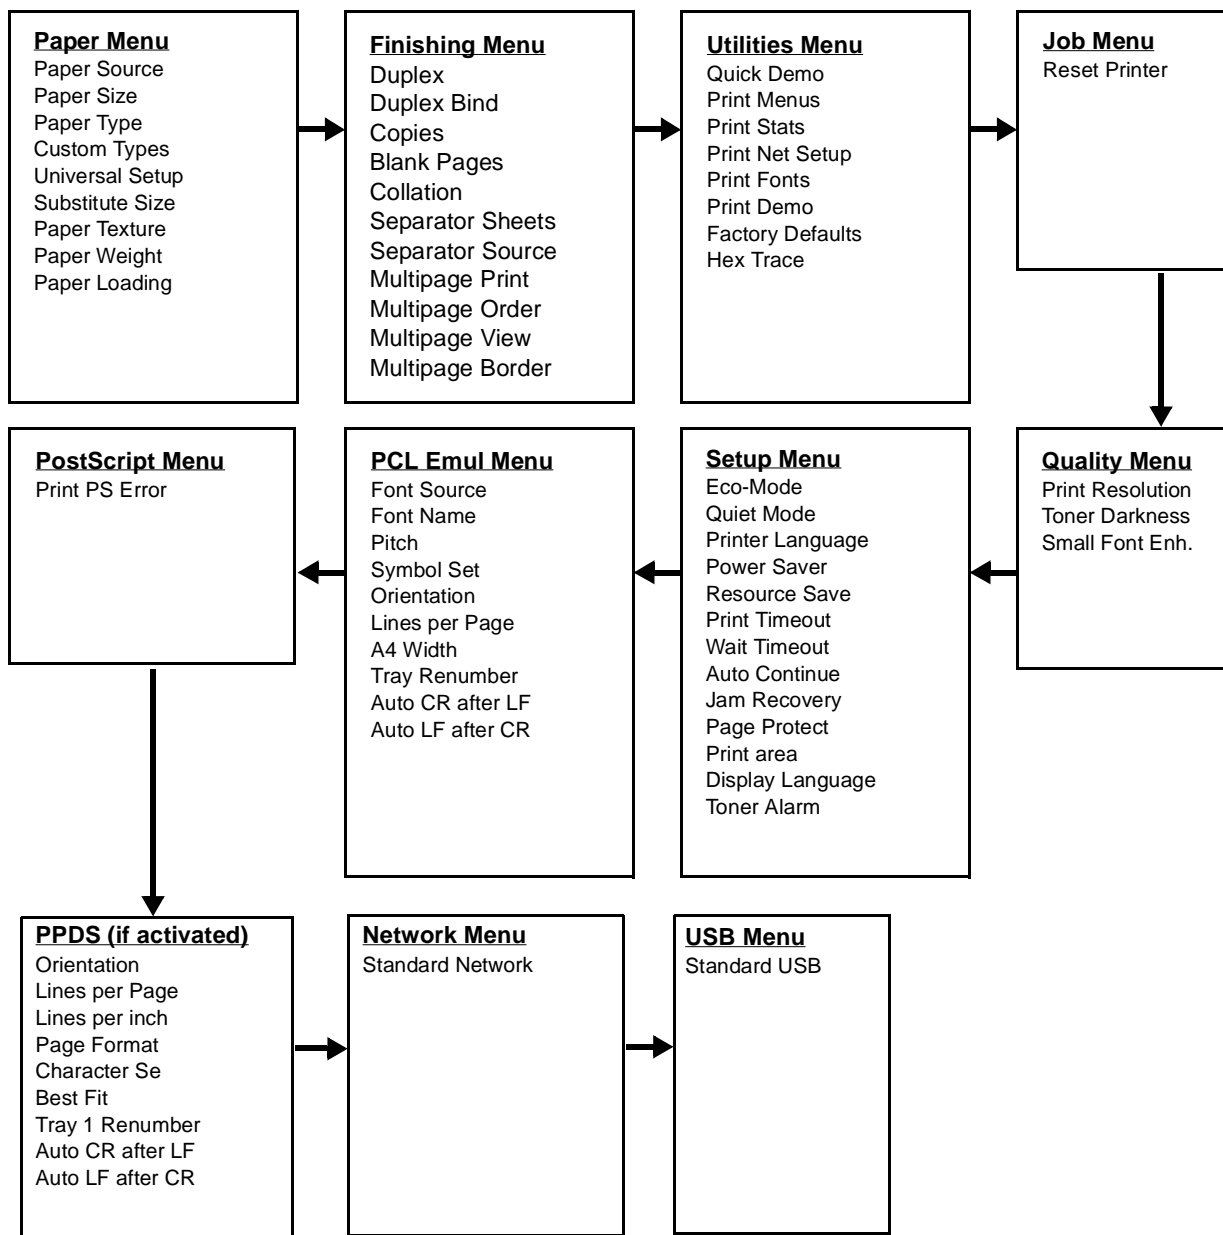 Paper Menu
Paper Source
Paper Size
Paper Type
Custom Types
Universal Setup
Substitute Size
Paper Texture
Paper Weight
Paper Loading
Finishing Menu
Duplex
Duplex Bind
Copies
Blank Pages
Collation
Separator Sheets
Separator Source
Multipage Print
Multipage Order
Multipage View
Multipage Border
Utilities Menu
Quick Demo
Print Menus
Print Stats
Print Net Setup
Print Fonts
Print Demo
Factory Defaults
Hex Trace
Job Menu
Reset Printer
Quality Menu
Print Resolution
Toner Darkness
Small Font Enh.
Setup Menu
Eco-Mode
Quiet Mode
Printer Language
Power Saver
Resource Save
Print Timeout
Wait Timeout
Auto Continue
Jam Recovery
Page Protect
Print area
Display Language
Toner Alarm
PCL Emul Menu
Font Source
Font Name
Pitch
Symbol Set
Orientation
Lines per Page
A4 Width
Tray Renumber
Auto CR after LF
Auto LF after CR
PostScript Menu
Print PS Error
PPDS (if activated)
Orientation
Lines per Page
Lines per inch
Page Format
Character Se
Best Fit
Tray 1 Renumber
Auto CR after LF
Auto LF after CR
Network Menu
Standard Network
USB Menu
Standard USB